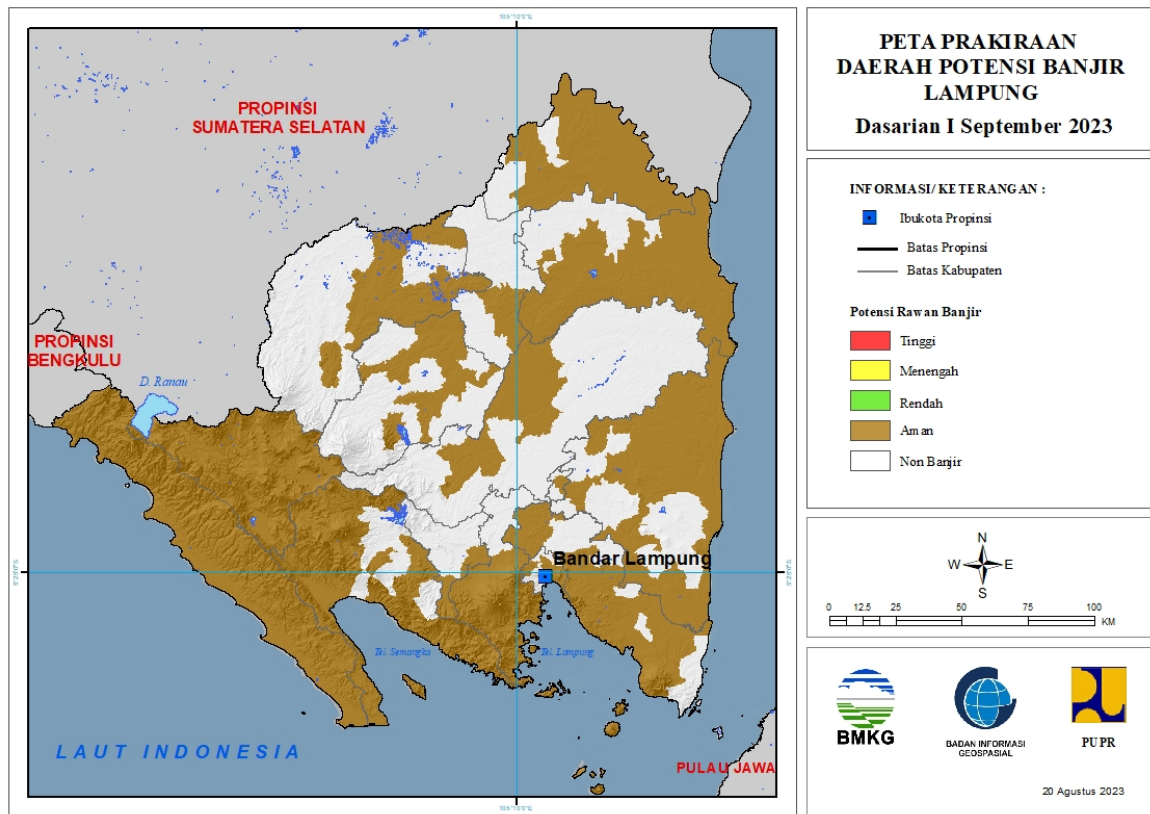 PETA PRAKIRAAN
DAERAH POTENSI BANJIR
LAMPUNG
Dasarian I September 2023
INFORMASI/ KETERANGAN :
Ibukota Propinsi
Batas Propinsi
Batas Kabupaten
Potensi Rawan Banjir
Tinggi
Menengah
Rendah
Aman
Non Banjir
N
W E
S
0 12.5 25 50 75 100
KM
BMKG
BADAN INFORMASI
GEOSPASIAL
PUPR
20 Agustus 2023
PROPINSI
SUMATERA SELATAN
PROPINSI
BENGKULU
D. Ranau
Bandar Lampung
Tel. Semangka
Tel. Lampung
LAUT INDONESIA
PULAU JAWA